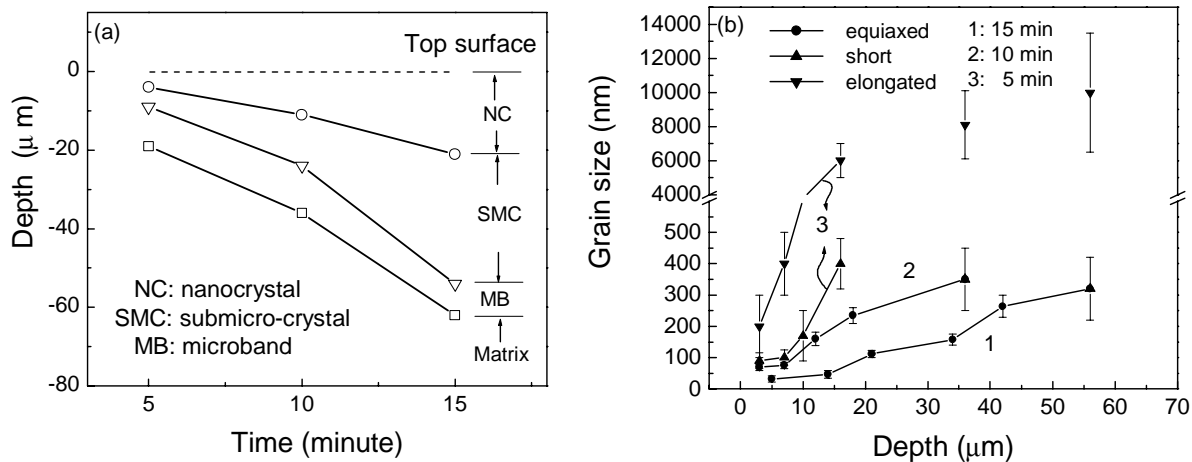 (a)
Top surface
0
-20
-40
-60
-80
5
10
15
Depth (μ m)
Time (minute)
NC
SMC
MB
Matrix
NC: nanocrystal
SMC: submicro-crystal
MB: microband
(b)
equiaxed 1: 15 min
short 2: 10 min
elongated 3: 5 min
14000
12000
10000
8000
6000
4000
500
400
300
200
100
0
0 10 20 30 40 50 60 70
Grain size (nm)
Depth (μm)
3
2
1